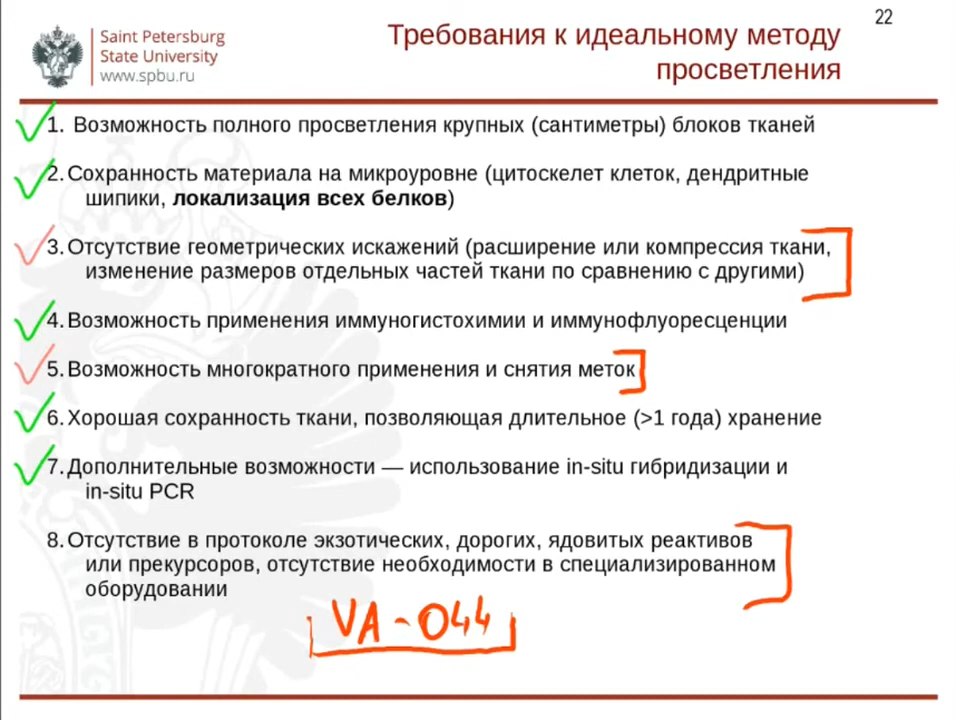 22
Saint Petersburg
State University
www.spbu.ru
Требования к идеальному методу
просветления
1. Возможность полного просветления крупных (сантиметры) блоков тканей
2. Сохранность материала на микроуровне (цитоскелет клеток, дендритные
шипики, локализация всех белков)
3. Отсутствие геометрических искажений (расширение или компрессия ткани,
изменение размеров отдельных частей ткани по сравнению с другими)
4. Возможность применения иммуногистохимии и иммунофлуоресценции
5. Возможность многократного применения и снятия меток
6. Хорошая сохранность ткани, позволяющая длительное (>1 года) хранение
7. Дополнительные возможности — использование in-situ гибридизации и
in-situ PCR
8. Отсутствие в протоколе экзотических, дорогих, ядовитых реактивов
или прекурсоров, отсутствие необходимости в специализированном
оборудовании
VA-044